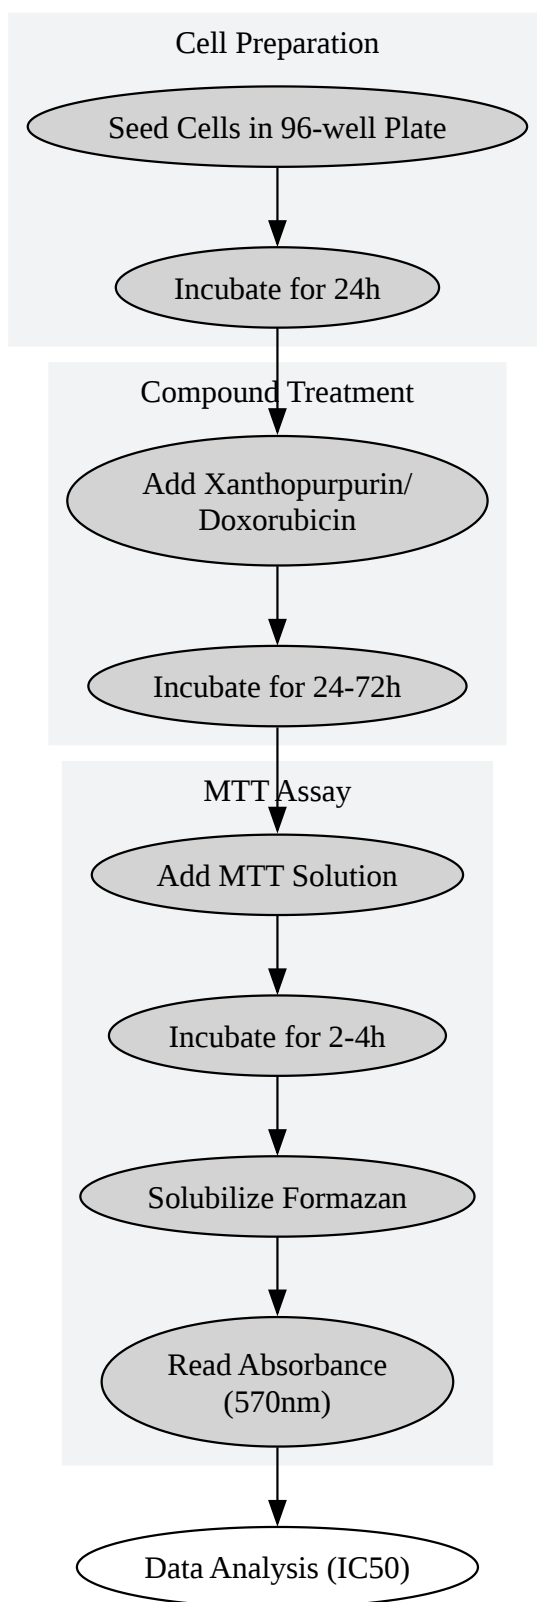 Cell Preparation
Seed Cells in 96-well Plate
Incubate for 24h
Compound Treatment
Add Xanthopurpurin/
Doxorubicin
Incubate for 24-72h
MTT Assay
Add MTT Solution
Incubate for 2-4h
Solubilize Formazan
Read Absorbance
(570nm)
Data Analysis (IC50)